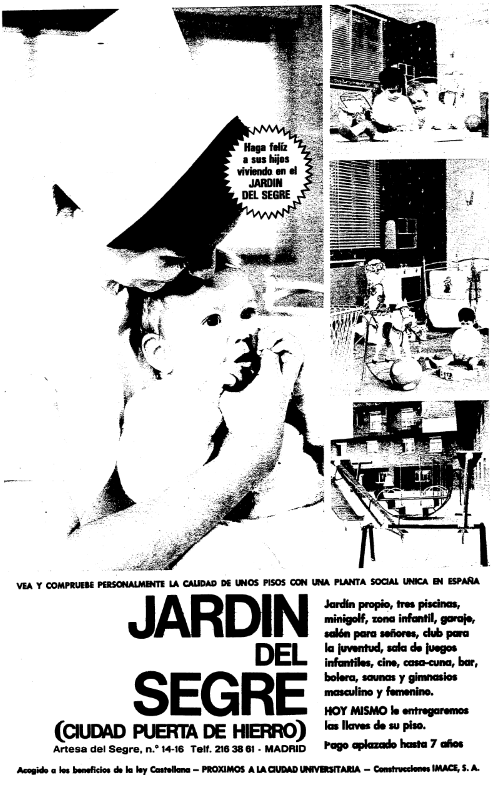 Haga feliz
a sus hijos
viviendo en el
JARDIN
DEL SEGRE
VEA Y COMPRUEBE PERSONALMENTE LA CALIDAD DE UNOS PISOS CON UNA PLANTA SOCIAL UNICA EN ESPAÑA
JARDIN
DEL
SEGRE
(CIUDAD PUERTA DE HIERRO)
Artesa del Segre, n.º 14-16 Telf. 216 38 61 - MADRID
Jardín propio, tres piscinas,
minigolf, zona infantil, garaje,
salón para señores, club para
la juventud, sala de juegos
infantiles, cine, casa-cuna, bar,
bolera, saunas y gimnasios
masculino y femenino.
HOY MISMO le entregaremos
las llaves de su piso.
Pago aplazado hasta 7 años
Acogido a los beneficios de la ley Castellana — PROXIMOS A LA CIUDAD UNIVERSITARIA — Construcciones IMACE, S. A.